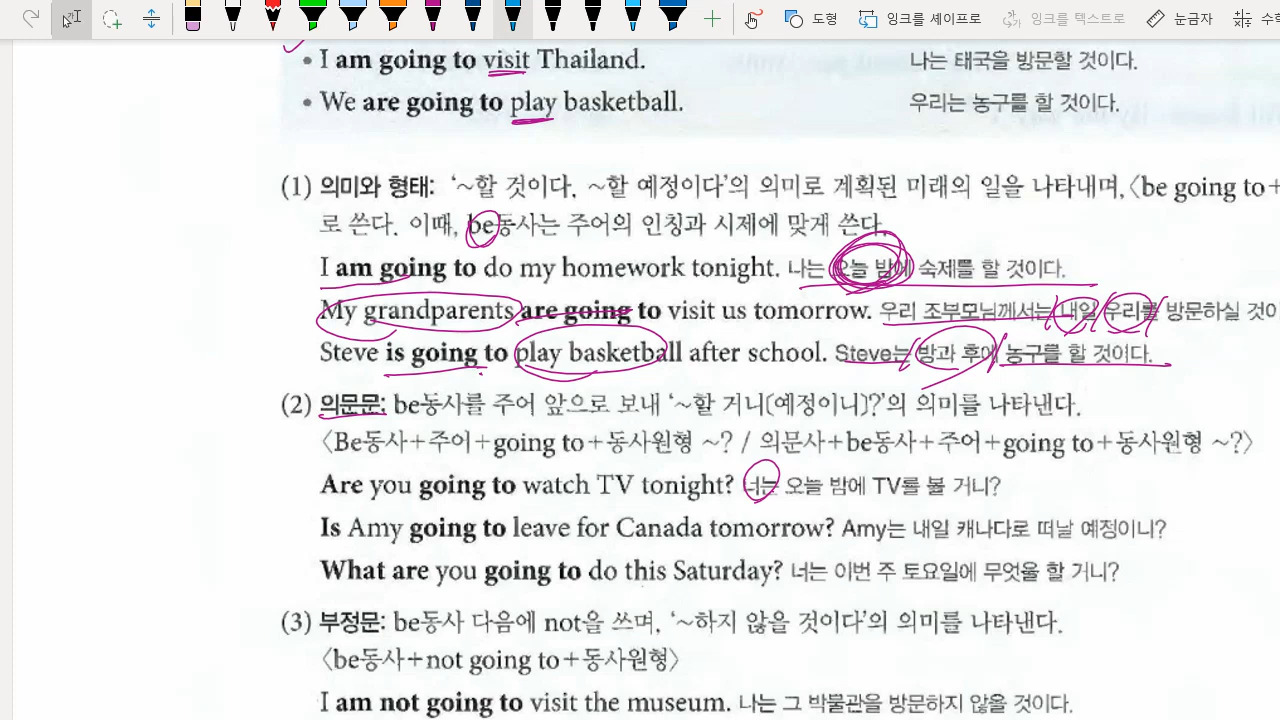 도형
잉크를 셰이프로
잉크를 텍스트로
눈금자
• I am going to visit Thailand. 나는 태국을 방문할 것이다.
• We are going to play basketball. 우리는 농구를 할 것이다.
(1) 의미와 형태: '~할 것이다, ~할 예정이다'의 의미로 계획된 미래의 일을 나타내며, 〈be going to+
로 쓴다. 이때, be동사는 주어의 인칭과 시제에 맞게 쓴다.
I am going to do my homework tonight. 나는 오늘 밤에 숙제를 할 것이다.
My grandparents are going to visit us tomorrow. 우리 조부모님께서는 내일 우리를 방문하실 것이
Steve is going to play basketball after school. Steve는 방과 후에 농구를 할 것이다.
(2) 의문문: be동사를 주어 앞으로 보내 '~할 거니(예정이니)?'의 의미를 나타낸다.
〈Be동사+주어+going to+동사원형 ~? / 의문사+be동사+주어+going to+동사원형 ~?〉
Are you going to watch TV tonight? 너는 오늘 밤에 TV를 볼 거니?
Is Amy going to leave for Canada tomorrow? Amy는 내일 캐나다로 떠날 예정이니?
What are you going to do this Saturday? 너는 이번 주 토요일에 무엇을 할 거니?
(3) 부정문: be동사 다음에 not을 쓰며, '~하지 않을 것이다'의 의미를 나타낸다.
〈be동사+not going to+동사원형〉
I am not going to visit the museum. 나는 그 박물관을 방문하지 않을 것이다.